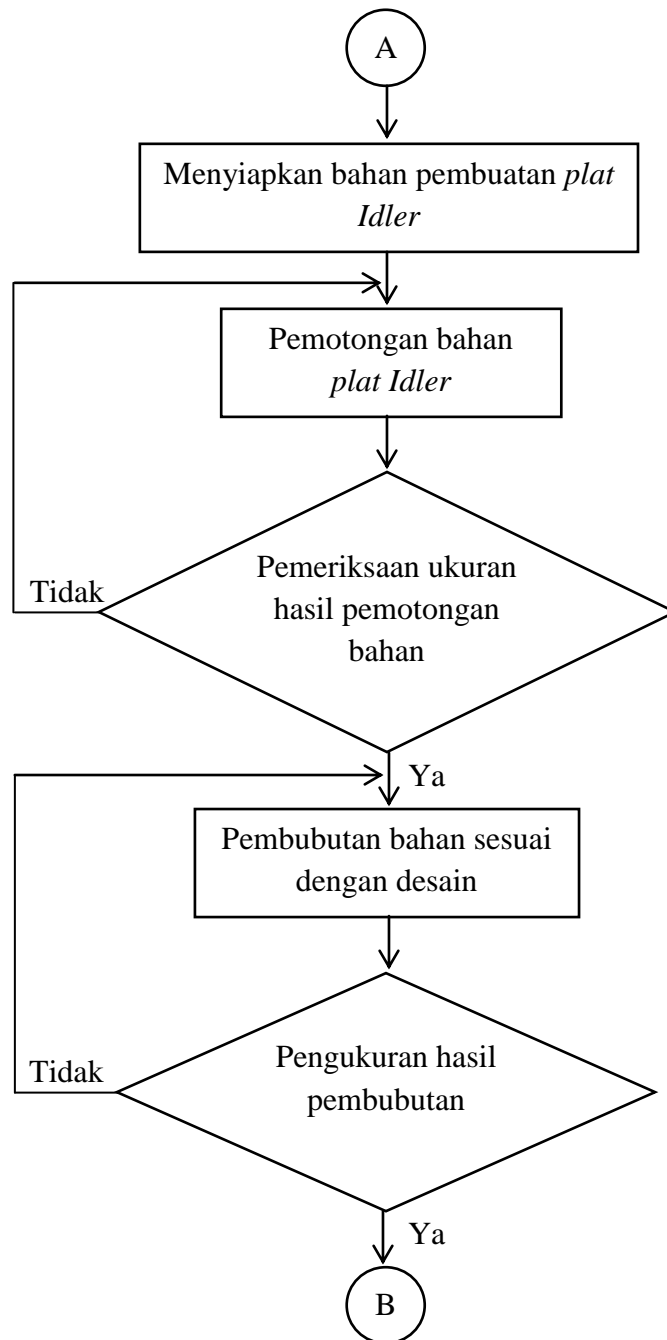 A
Menyiapkan bahan pembuatan plat
Idler
Pemotongan bahan
plat Idler
Pemeriksaan ukuran
hasil pemotongan
bahan
Tidak
Ya
Pembubutan bahan sesuai
dengan desain
Pengukuran hasil
pembubutan
Tidak
Ya
B